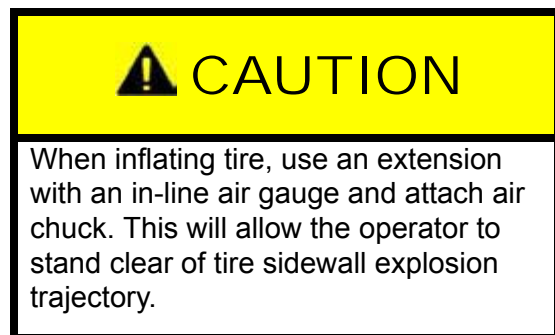 CAUTION
When inflating tire, use an extension
with an in-line air gauge and attach air
chuck. This will allow the operator to
stand clear of tire sidewall explosion
trajectory.